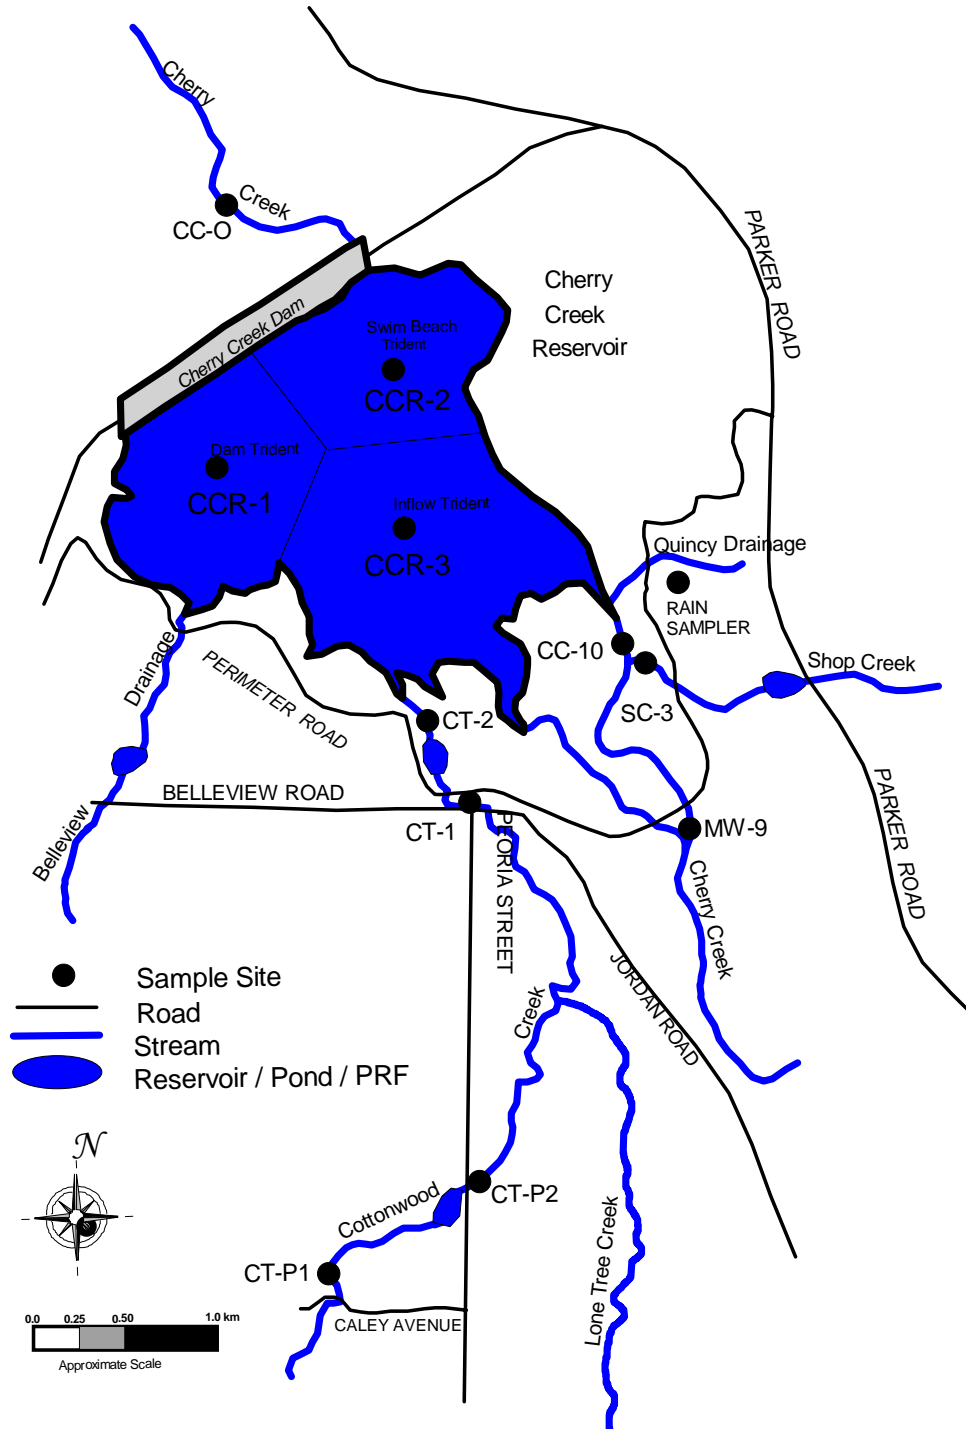 Cherry
Creek
CC-O
PARKER ROAD
Cherry
Creek
Reservoir
Cherry Creek Dam
Swim Beach
Trident
CCR-2
Dam Trident
CCR-1
Inflow Trident
CCR-3
Quincy Drainage
RAIN
SAMPLER
CC-10
Shop Creek
SC-3
Drainage
PERIMETER ROAD
CT-2
BELLEVIEW ROAD
CT-1
PEORIA STREET
MW-9
PARKER ROAD
Belleview
Cherry Creek
JORDAN ROAD
Sample Site
Road
Stream
Reservoir / Pond / PRF
Creek
N
CT-P2
Cottonwood
CT-P1
Lone Tree Creek
CALEY AVENUE
0.0 0.25 0.50 1.0 km
Approximate Scale